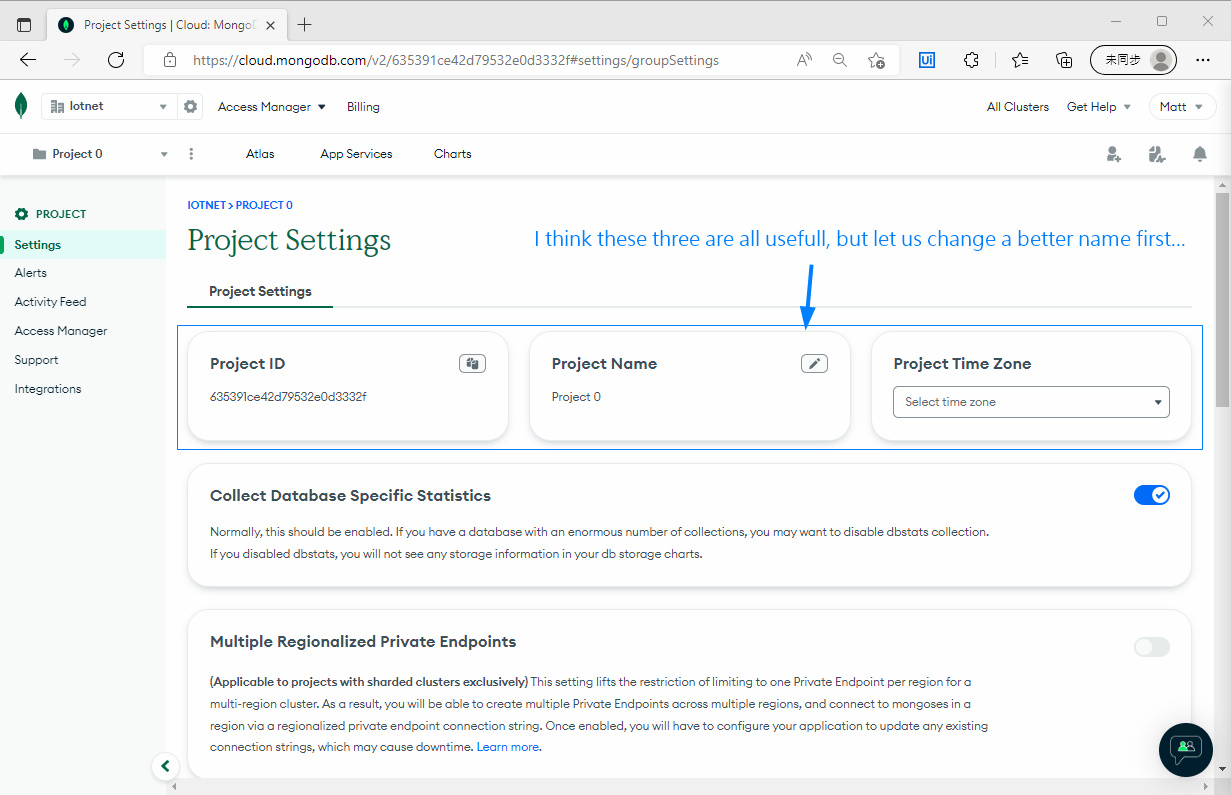 Project Settings | Cloud: MongoD
https://cloud.mongodb.com/v2/635391ce42d79532e0d3332f#settings/groupSettings
Ui
未同步
Iotnet
Access Manager
Billing
All Clusters
Get Help
Matt
Project 0
Atlas
App Services
Charts
PROJECT
Settings
Alerts
Activity Feed
Access Manager
Support
Integrations
IOTNET > PROJECT 0
Project Settings
I think these three are all usefull, but let us change a better name first...
Project Settings
Project ID
635391ce42d79532e0d3332f
Project Name
Project 0
Project Time Zone
Select time zone
Collect Database Specific Statistics
Normally, this should be enabled. If you have a database with an enormous number of collections, you may want to disable dbstats collection.
If you disabled dbstats, you will not see any storage information in your db storage charts.
Multiple Regionalized Private Endpoints
(Applicable to projects with sharded clusters exclusively) This setting lifts the restriction of limiting to one Private Endpoint per region for a
multi-region cluster. As a result, you will be able to create multiple Private Endpoints across multiple regions, and connect to mongoses in a
region via a regionalized private endpoint connection string. Once enabled, you will have to configure your application to update any existing
connection strings, which may cause downtime. Learn more.